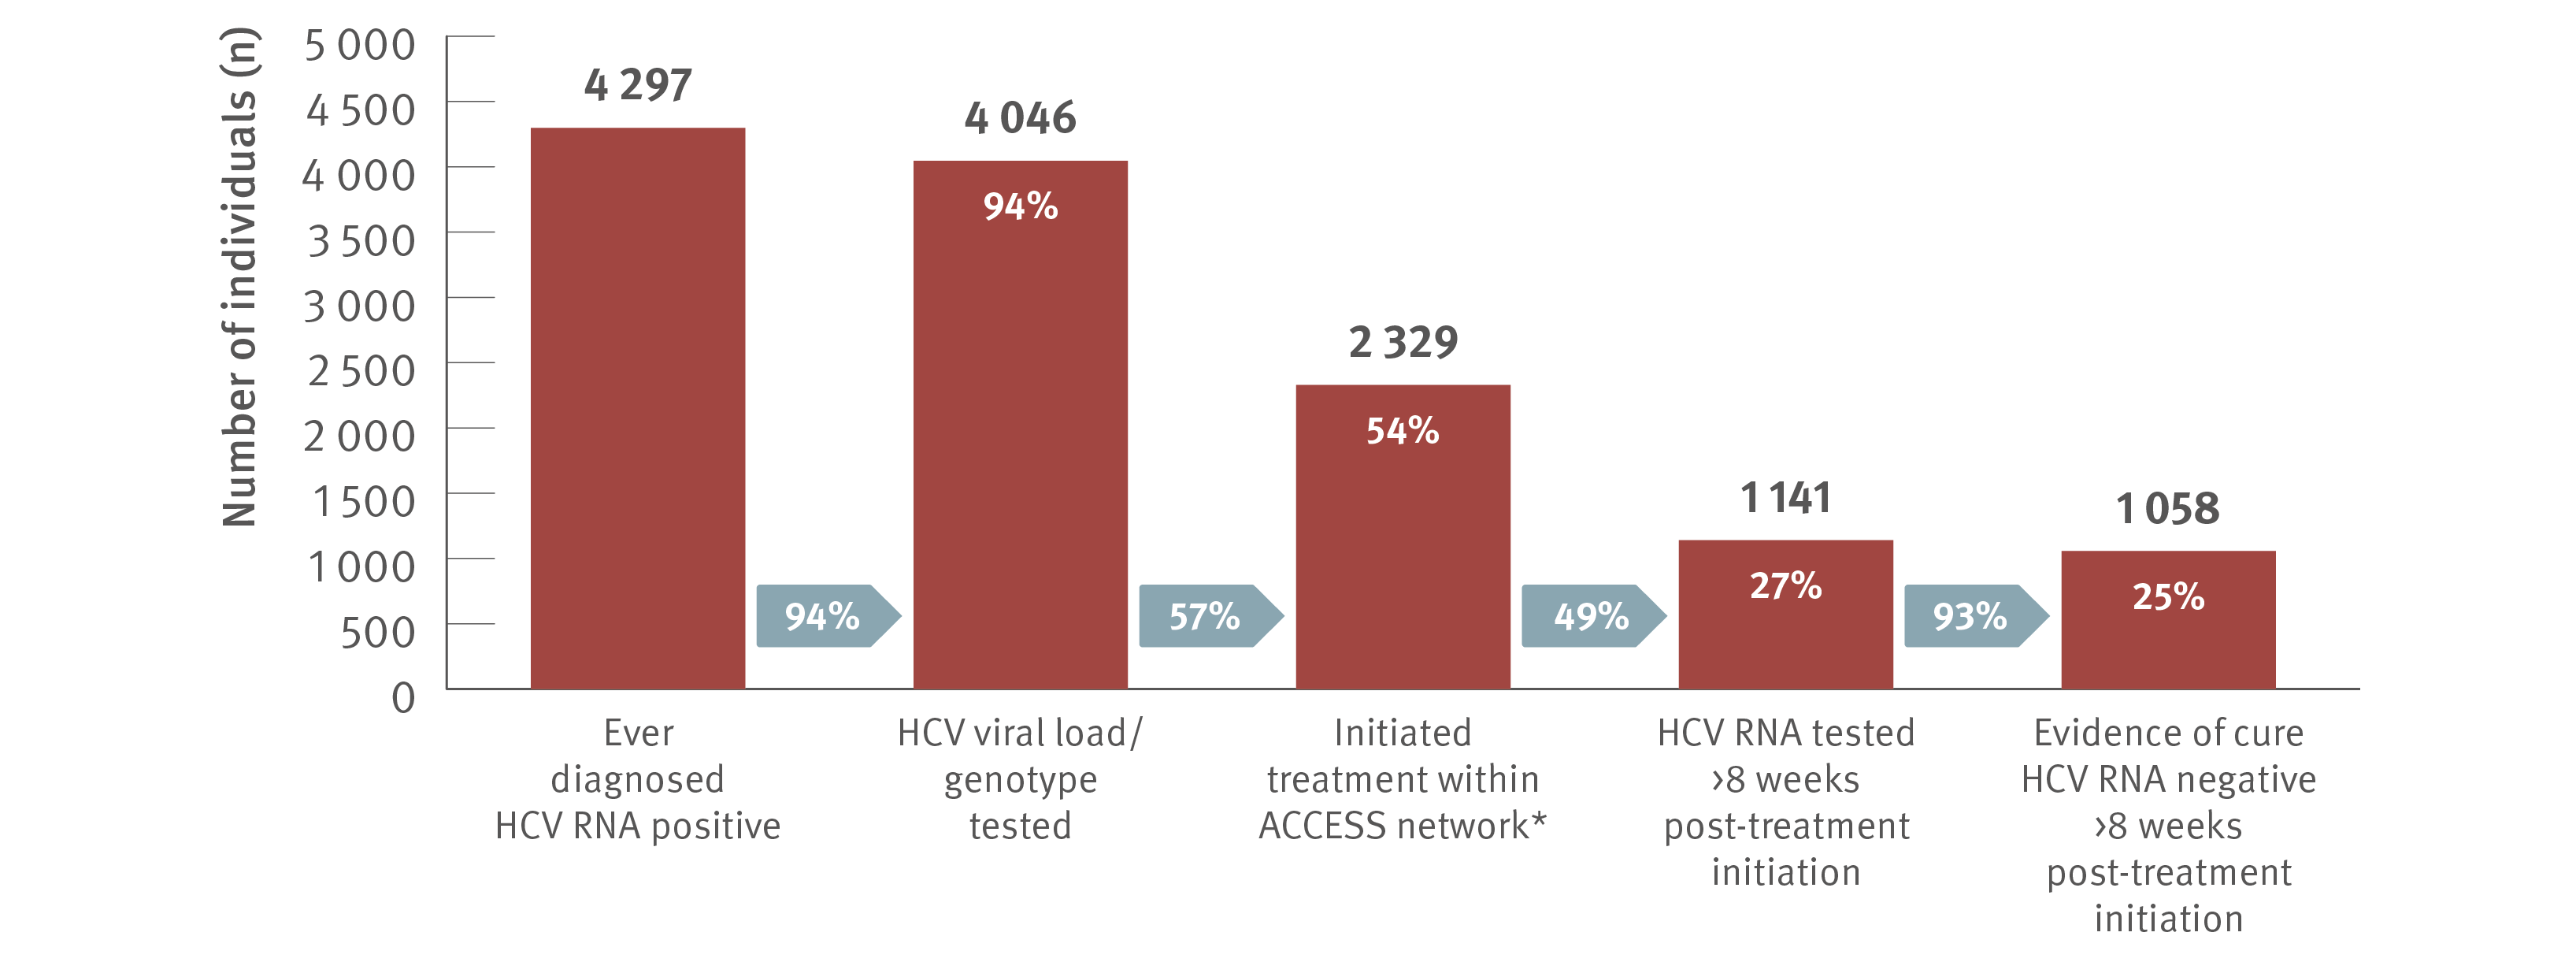 Number of individuals (n)
5 000
4 500
4 000
3 500
3 000
2 500
2 000
1 500
1 000
500
0
4 297
4 046
94%
2 329
54%
1 141
27%
1 058
25%
94%
57%
49%
93%
Ever
diagnosed
HCV RNA positive
HCV viral load/
genotype
tested
Initiated
treatment within
ACCESS network*
HCV RNA tested
>8 weeks
post-treatment
initiation
Evidence of cure
HCV RNA negative
>8 weeks
post-treatment
initiation